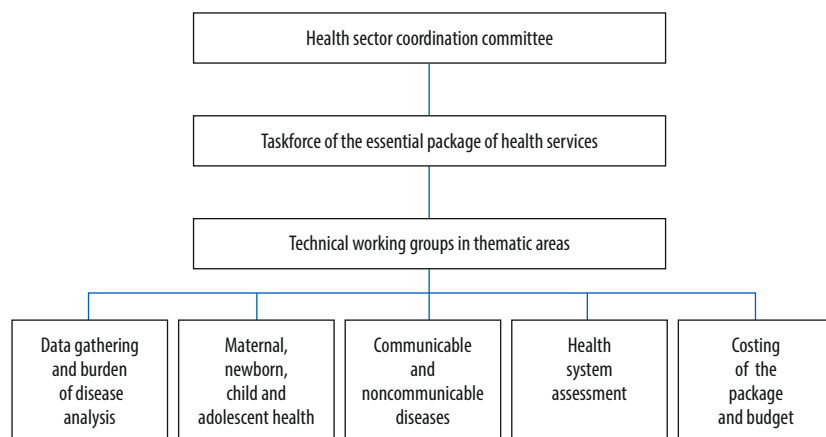 Health sector coordination committee
Taskforce of the essential package of health services
Technical working groups in thematic areas
Data gathering
and burden
of disease
analysis
Maternal,
newborn,
child and
adolescent health
Communicable
and
noncommunicable
diseases
Health
system
assessment
Costing
of the
package
and budget